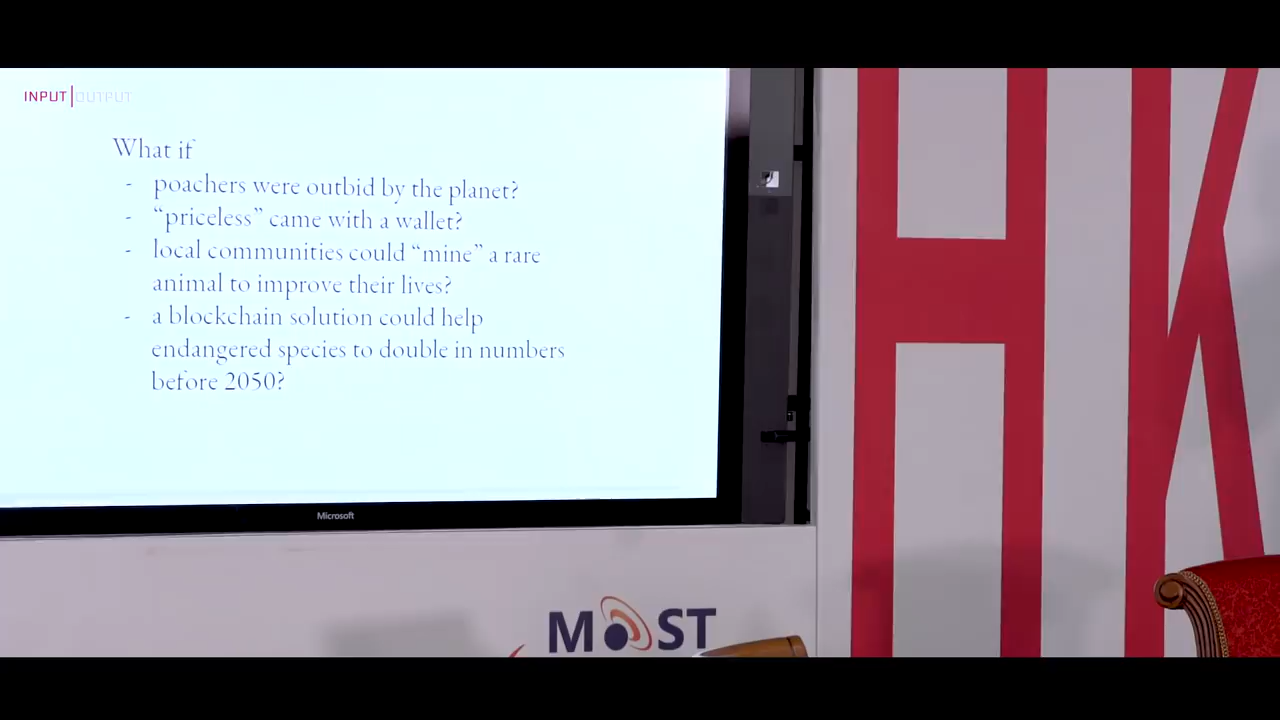 INPUT|OUTPUT
What if
- poachers were outbid by the planet?
- “priceless” came with a wallet?
- local communities could “mine” a rare
animal to improve their lives?
- a blockchain solution could help
endangered species to double in numbers
before 2050?
Microsoft
MOST
HK